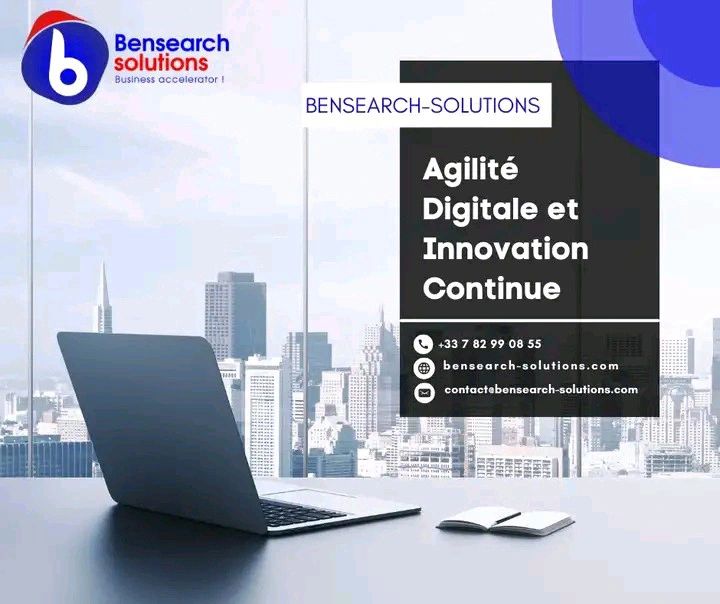 b
Bensearch
solutions
Business accelerator !
BENSEARCH-SOLUTIONS
Agilité
Digitale et
Innovation
Continue
+33 7 82 99 08 55
bensearch-solutions.com
contact@bensearch-solutions.com